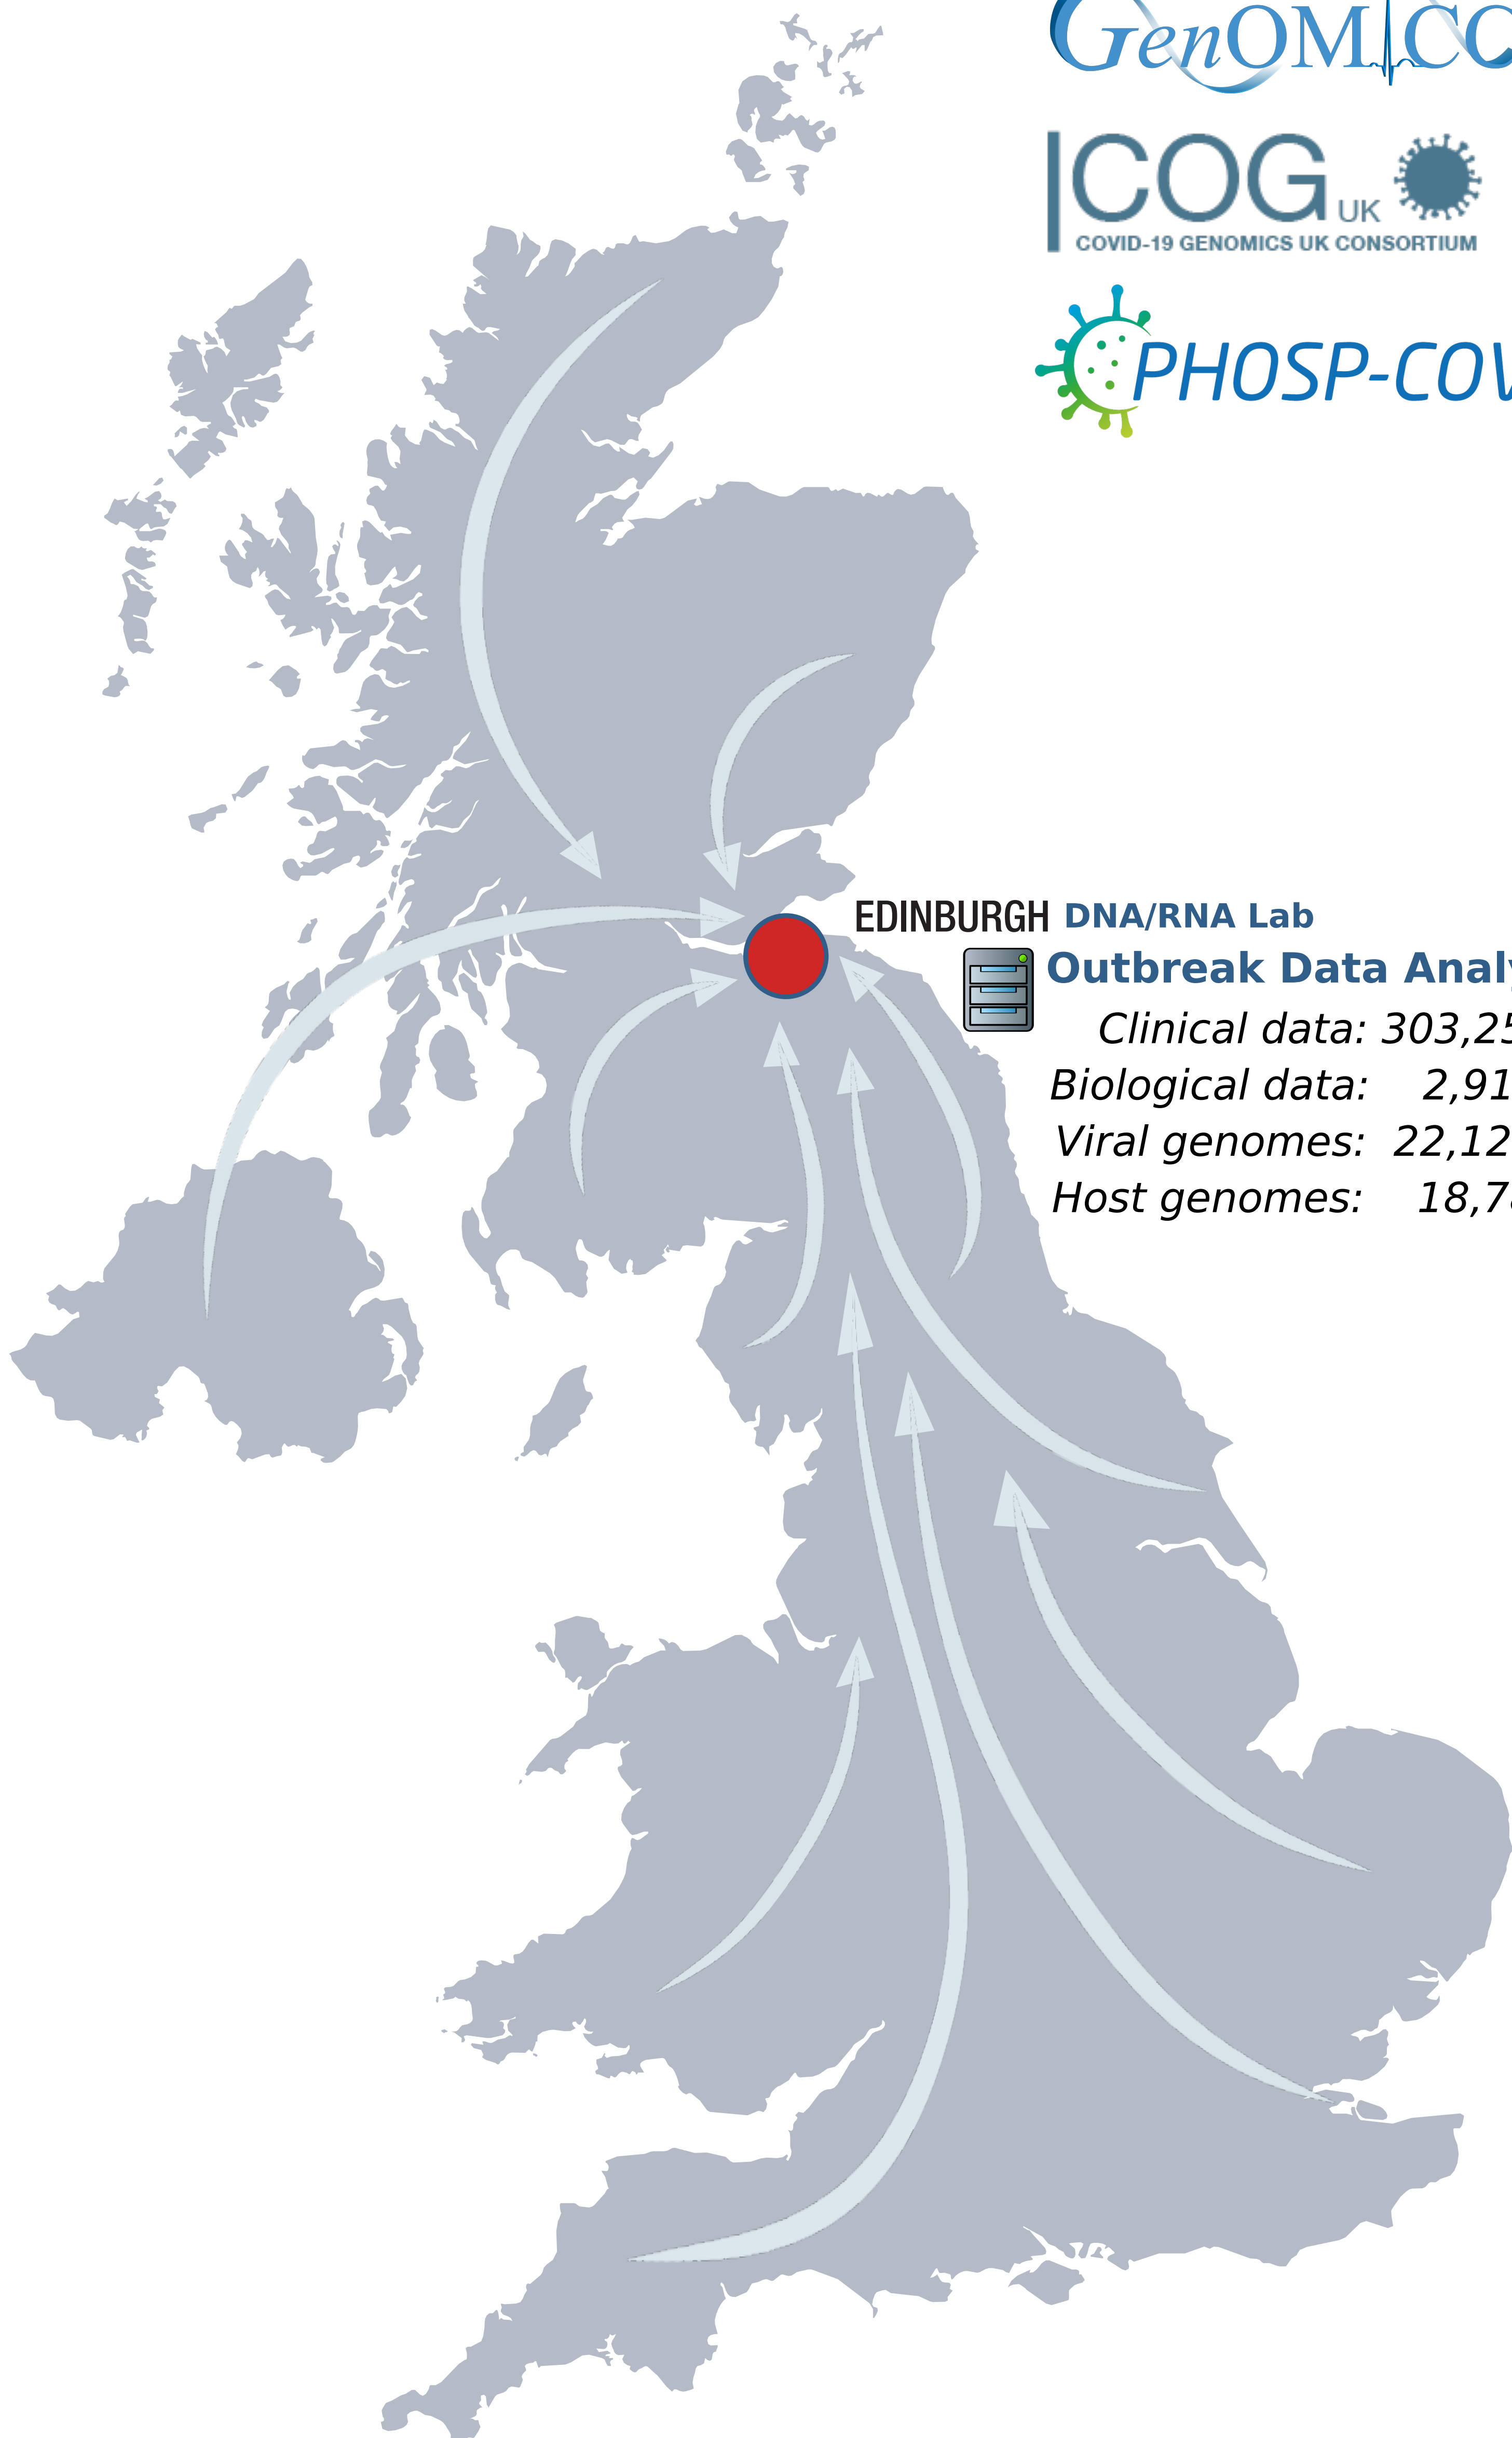 GenOMICC
COG UK
COVID-19 GENOMICS UK CONSORTIUM
PHOSP-COV
EDINBURGH DNA/RNA Lab
Outbreak Data Analy
Clinical data: 303,25
Biological data: 2,91
Viral genomes: 22,12
Host genomes: 18,7